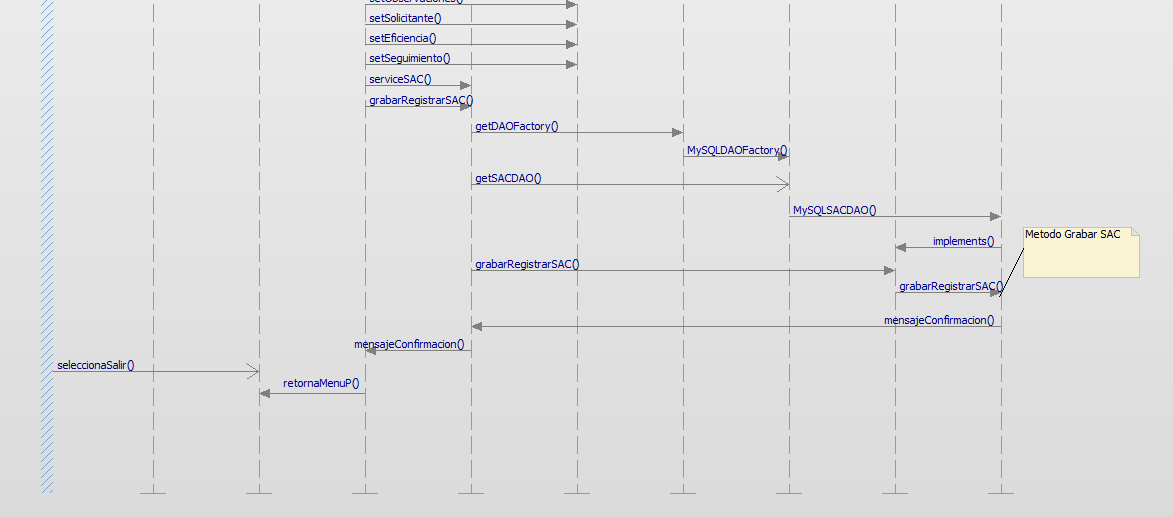 setObservaciones()
setSolicitante()
setEficiencia()
setSeguimiento()
serviceSAC()
grabarRegistrarSAC()
getDAOFactory()
MySQLDAOFactory()
getSACDAO()
MySQLSACDAO()
Metodo Grabar SAC
implements()
grabarRegistrarSAC()
grabarRegistrarSAC()
mensajeConfirmacion()
mensajeConfirmacion()
seleccionaSalir()
retornaMenuP()